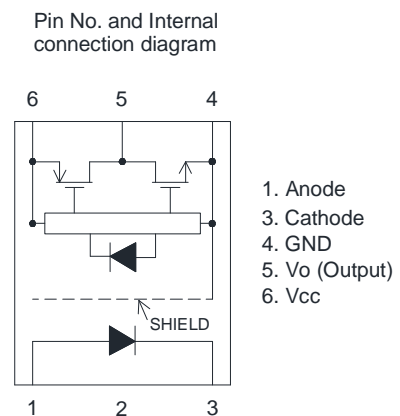 Pin No. and Internal
connection diagram
6 5 4
SHIELD
1 2 3
1. Anode
3. Cathode
4. GND
5. Vo (Output)
6. Vcc